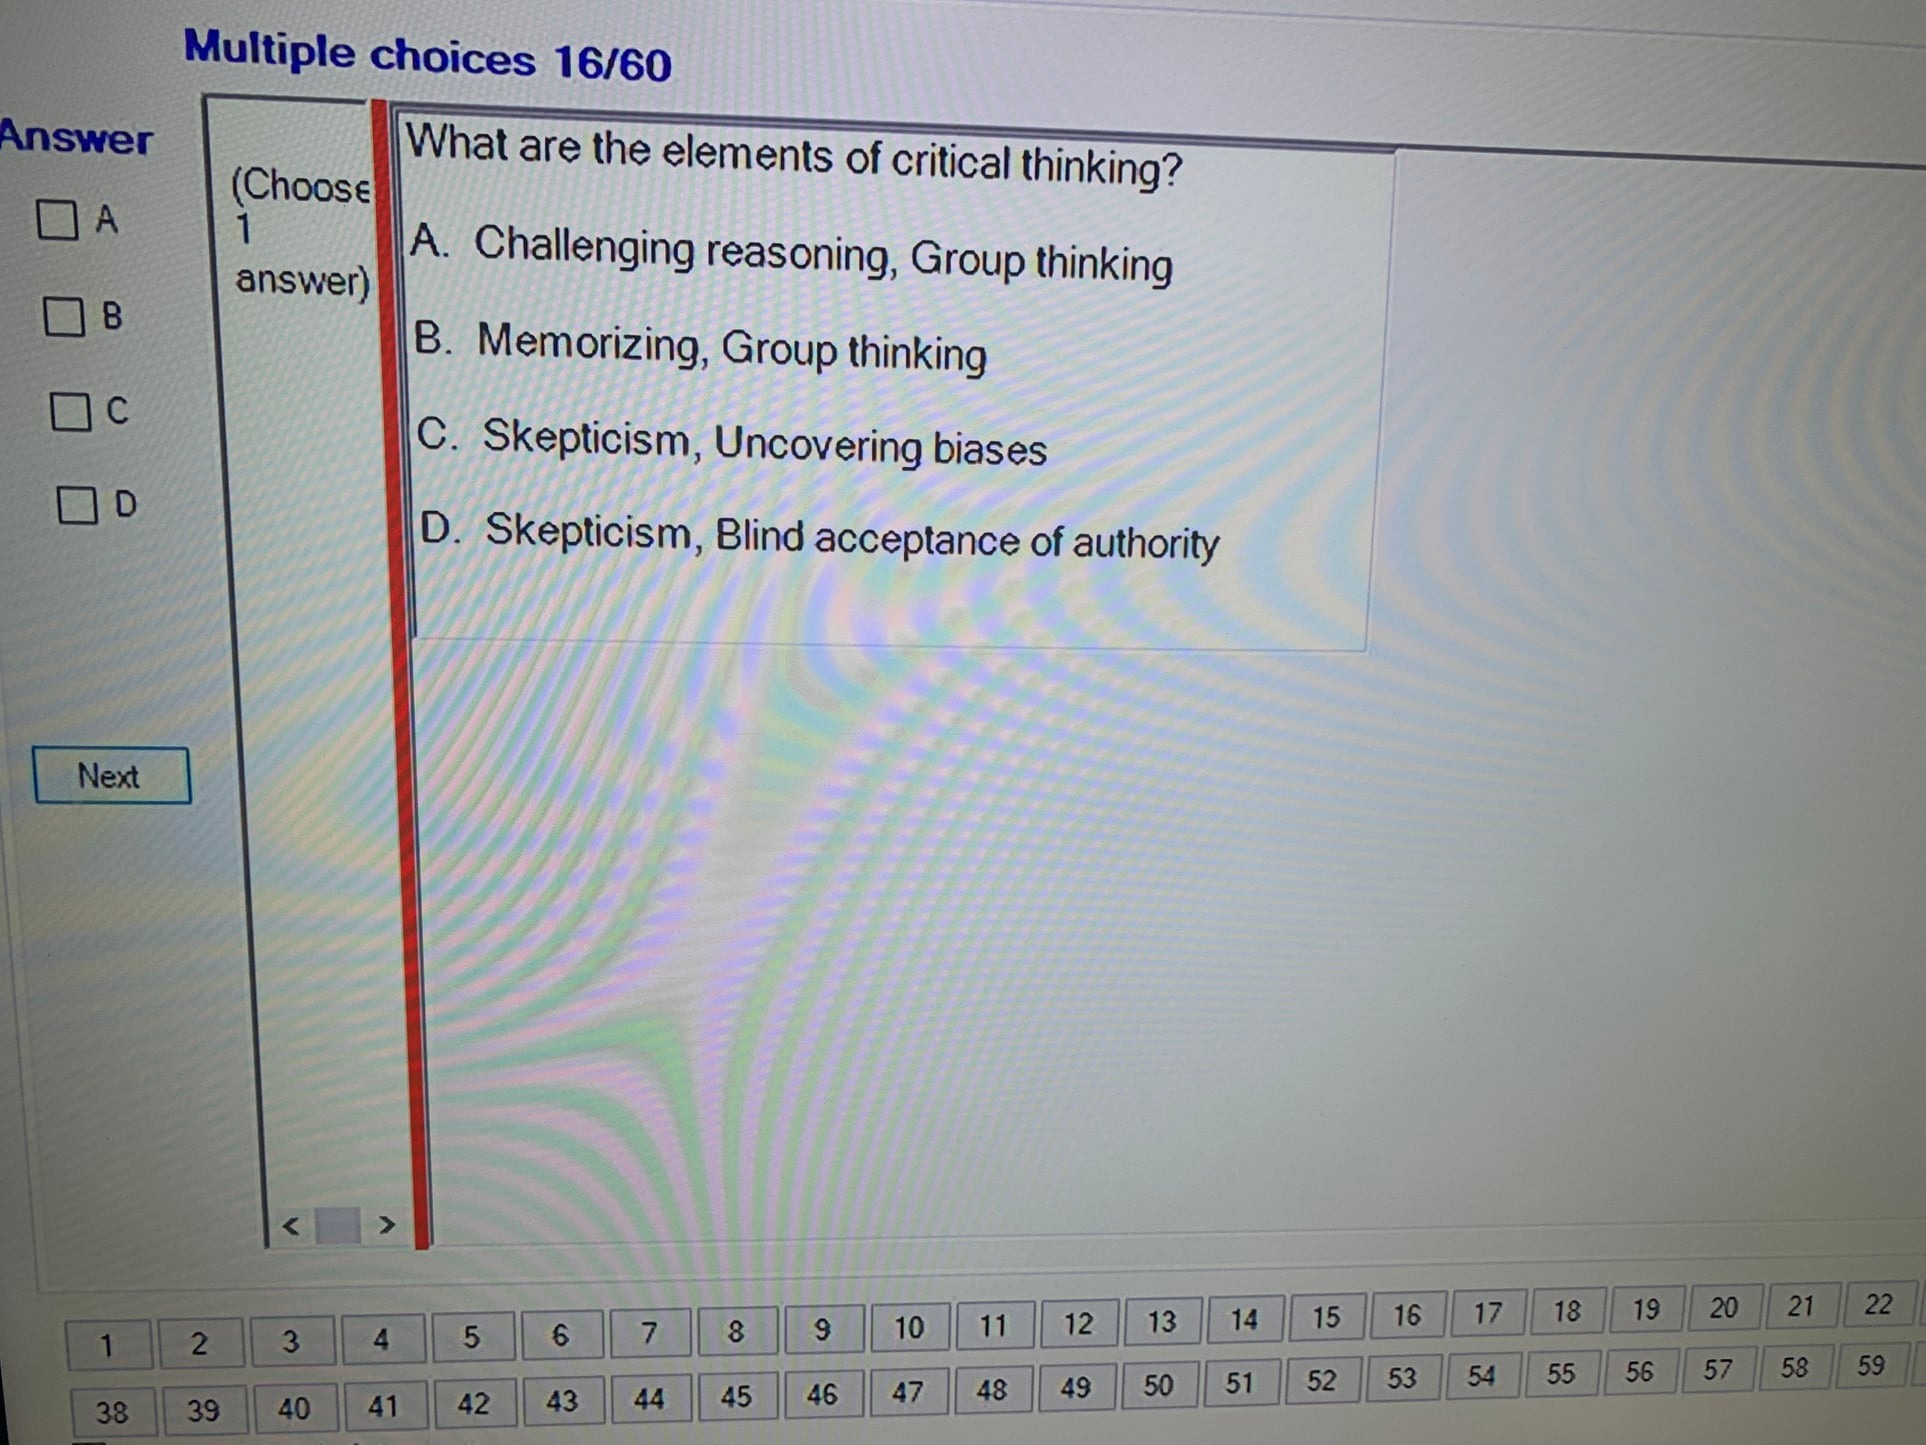 Multiple choices 16/60
Answer
A
B
C
D
Next
(Choose
1
answer)
What are the elements of critical thinking?
A. Challenging reasoning, Group thinking
B. Memorizing, Group thinking
C. Skepticism, Uncovering biases
D. Skepticism, Blind acceptance of authority
< >
1 2 3 4 5 6 7 8 9 10 11 12 13 14 15 16 17 18 19 20 21 22
38 39 40 41 42 43 44 45 46 47 48 49 50 51 52 53 54 55 56 57 58 59